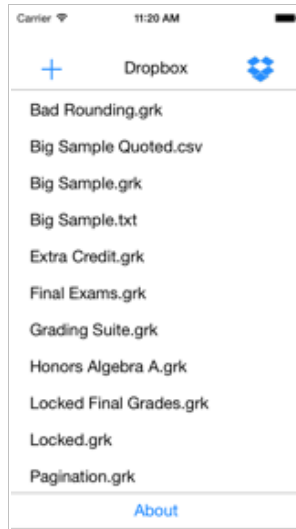 Carrier 11:20 AM
Dropbox
Bad Rounding.grk
Big Sample Quoted.csv
Big Sample.grk
Big Sample.txt
Extra Credit.grk
Final Exams.grk
Grading Suite.grk
Honors Algebra A.grk
Locked Final Grades.grk
Locked.grk
Pagination.grk
About